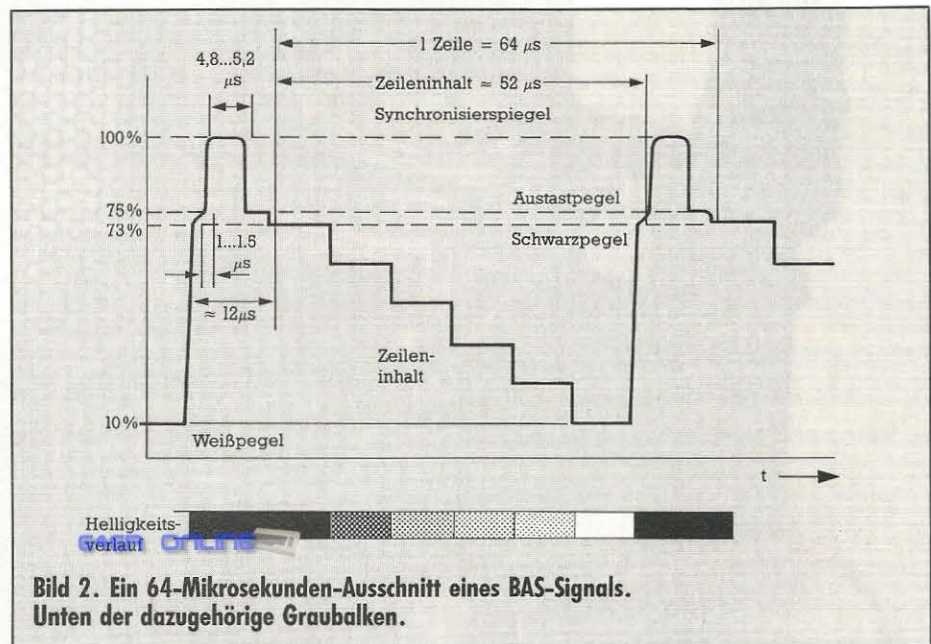 1 Zeile = 64 µs
4,8...5,2
µs
Zeileninhalt ≈ 52 µs
Synchronisierspiegel
100%
Austastpegel
75%
73%
Schwarzpegel
1...1.5
µs
≈ 12µs
Zeilen-
inhalt
10%
Weißpegel
t
Helligkeits-
verlauf
G4ER ONLINE
Bild 2. Ein 64-Mikrosekunden-Ausschnitt eines BAS-Signals.
Unten der dazugehörige Graubalken.